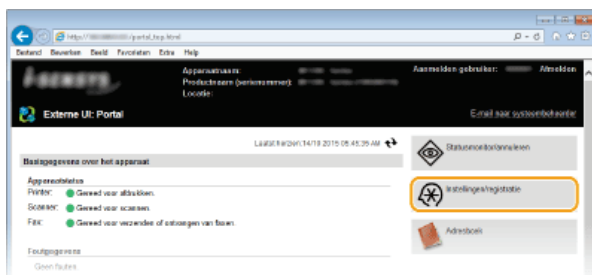 http:// /portal_top.html
Bestand Bewerken Beeld Favorieten Extra Help
Apparaatnaam:
Productnaam (serienummer):
Locatie:
Aanmelden gebruiker: Afmelden
Externe UI: Portal
E-mail naar systeembeheerder
Laatst herzien: 14/10 2015 05:45:35 AM
Basisgegevens over het apparaat
Apparaatstatus
Printer: Gereed voor afdrukken.
Scanner: Gereed voor scannen.
Fax: Gereed voor verzenden of ontvangen van faxen.
Foutgegevens
Geen fouten.
Statusmonitor/annuleren
Instellingen/registratie
Adresboek